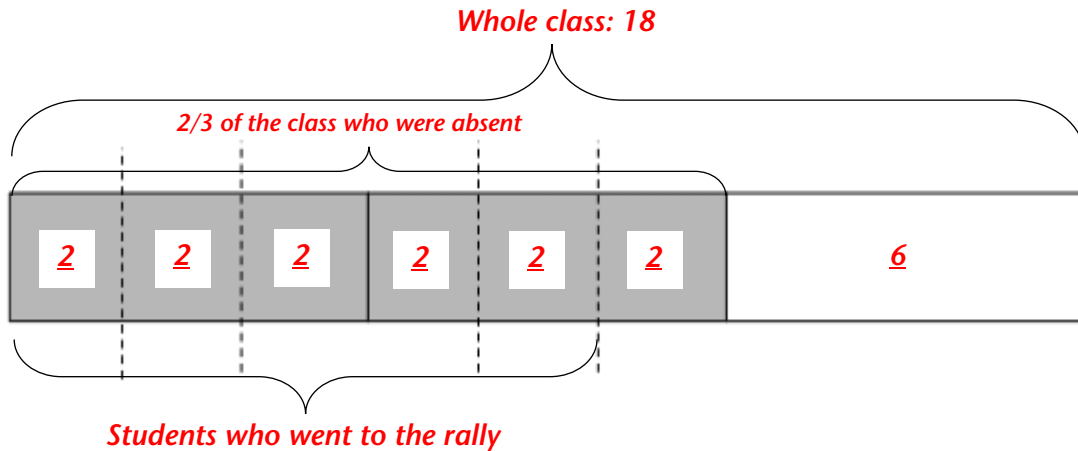 Whole class: 18
2/3 of the class who were absent
2 2 2 2 2 2 6
Students who went to the rally